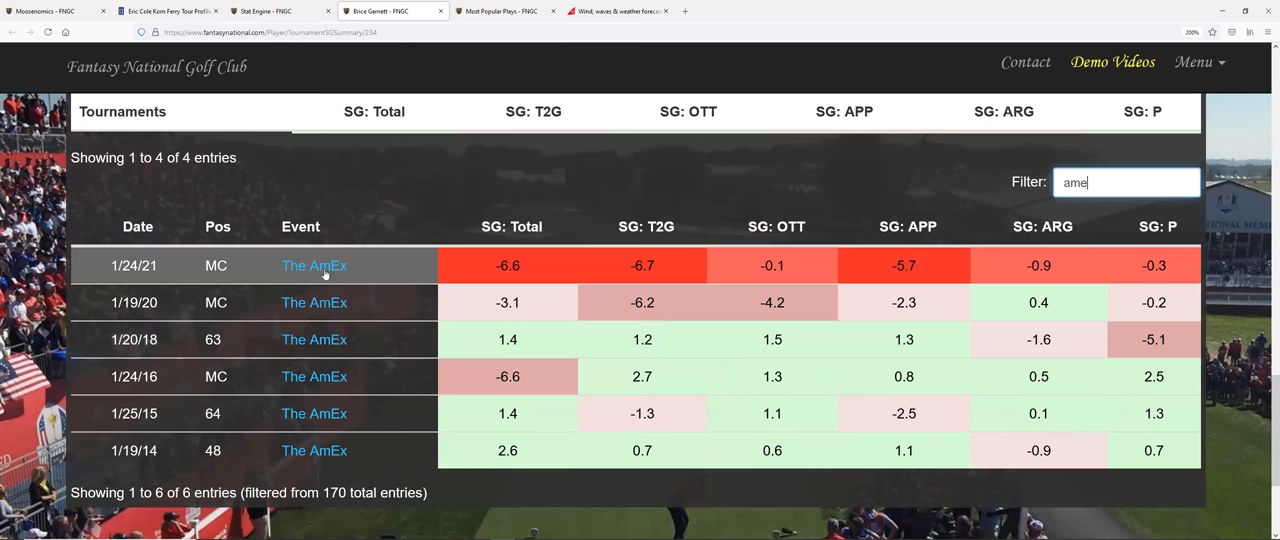 Moosenomics - FNGC
Eric Cole Korn Ferry Tour Profile
Stat Engine - FNGC
Brice Garnett - FNGC
Most Popular Plays - FNGC
Wind, waves & weather forecas
https://www.fantasynational.com/Player/TournamentSGSummary/234
200%
Fantasy National Golf Club
Contact Demo Videos Menu
Tournaments SG: Total SG: T2G SG: OTT SG: APP SG: ARG SG: P
Showing 1 to 4 of 4 entries
Filter: ame
Date Pos Event SG: Total SG: T2G SG: OTT SG: APP SG: ARG SG: P
1/24/21 MC The AmEx -6.6 -6.7 -0.1 -5.7 -0.9 -0.3
1/19/20 MC The AmEx -3.1 -6.2 -4.2 -2.3 0.4 -0.2
1/20/18 63 The AmEx 1.4 1.2 1.5 1.3 -1.6 -5.1
1/24/16 MC The AmEx -6.6 2.7 1.3 0.8 0.5 2.5
1/25/15 64 The AmEx 1.4 -1.3 1.1 -2.5 0.1 1.3
1/19/14 48 The AmEx 2.6 0.7 0.6 1.1 -0.9 0.7
Showing 1 to 6 of 6 entries (filtered from 170 total entries)